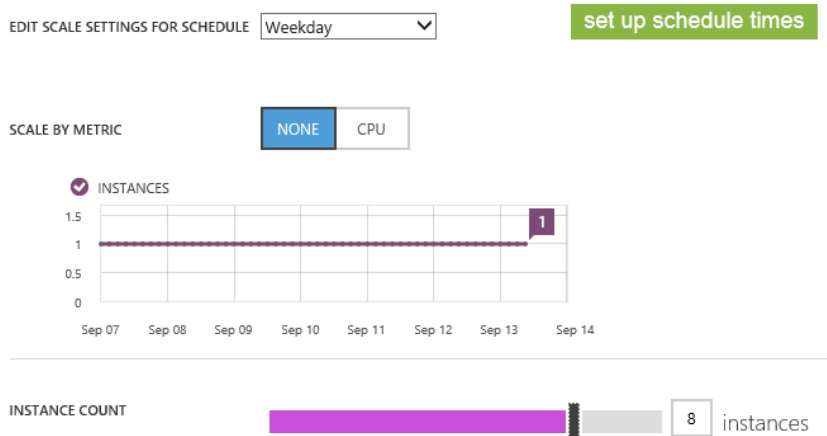 EDIT SCALE SETTINGS FOR SCHEDULE Weekday set up schedule times
SCALE BY METRIC NONE CPU
INSTANCES
1.5
1
1
0.5
0
Sep 07 Sep 08 Sep 09 Sep 10 Sep 11 Sep 12 Sep 13 Sep 14
INSTANCE COUNT 8 instances